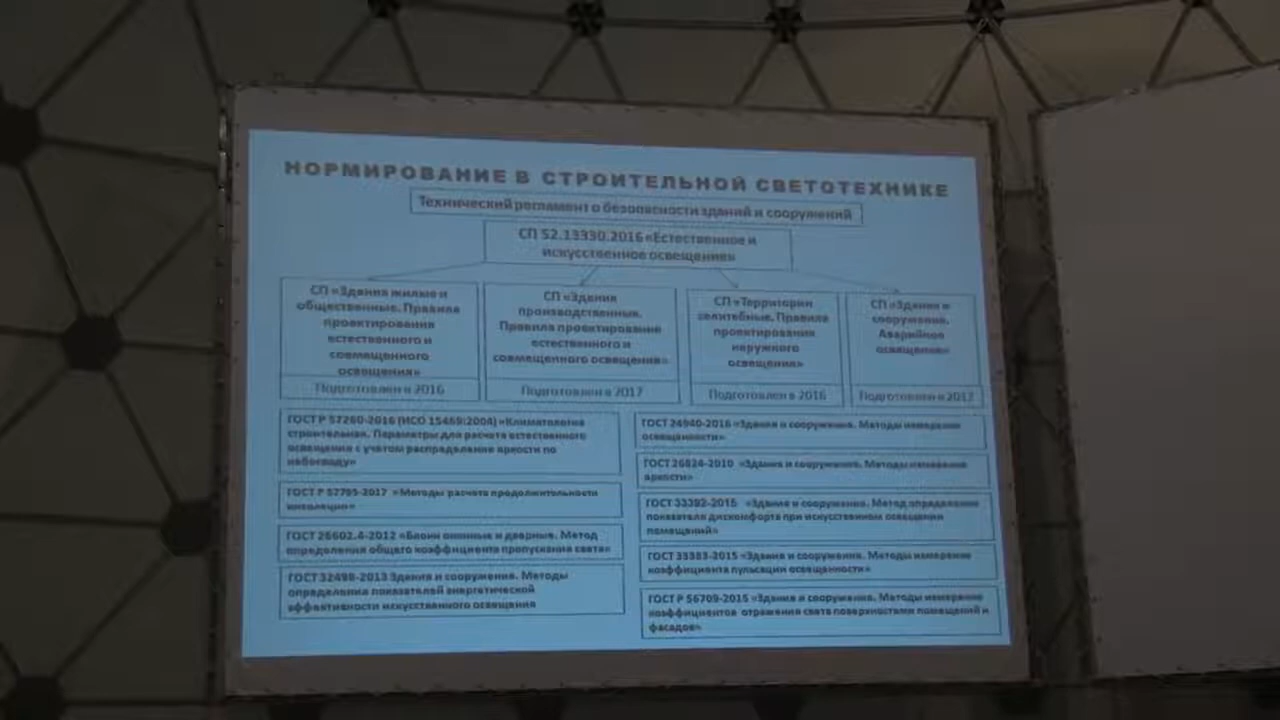 НОРМИРОВАНИЕ В СТРОИТЕЛЬНОЙ СВЕТОТЕХНИКЕ
Технический регламент о безопасности зданий и сооружений
СП 52.13330.2016 «Естественное и
искусственное освещение»
СП «Здания жилые и
общественные. Правила
проектирования
естественного и
совмещенного
освещения»
Подготовлен в 2016
СП «Здания
производственные.
Правила проектирования
естественного и
совмещенного освещения»
Подготовлен в 2017
СП «Территории
селитебные. Правила
проектирования
наружного
освещения»
Подготовлен в 2016
СП «Здания и
сооружения.
Аварийное
освещение»
Подготовлен в 2017
ГОСТ Р 57260-2016 (ИСО 15469:2004) «Климатология
строительная. Параметры для расчета естественного
освещения с учетом распределения яркости по
небосводу»
ГОСТ Р 57795-2017 «Методы расчета продолжительности
инсоляции»
ГОСТ 26602.4-2012 «Блоки оконные и дверные. Метод
определения общего коэффициента пропускания света»
ГОСТ 32498-2013 Здания и сооружения. Методы
определения показателей энергетической
эффективности искусственного освещения
ГОСТ 24940-2016 «Здания и сооружения. Методы измерения
освещенности»
ГОСТ 26824-2010 «Здания и сооружения. Методы измерения
яркости»
ГОСТ 33392-2015 «Здания и сооружения. Метод определения
показателя дискомфорта при искусственном освещении
помещений»
ГОСТ 33393-2015 «Здания и сооружения. Методы измерения
коэффициента пульсации освещенности»
ГОСТ Р 56709-2015 «Здания и сооружения. Методы измерения
коэффициентов отражения света поверхностями помещений и
фасадов»